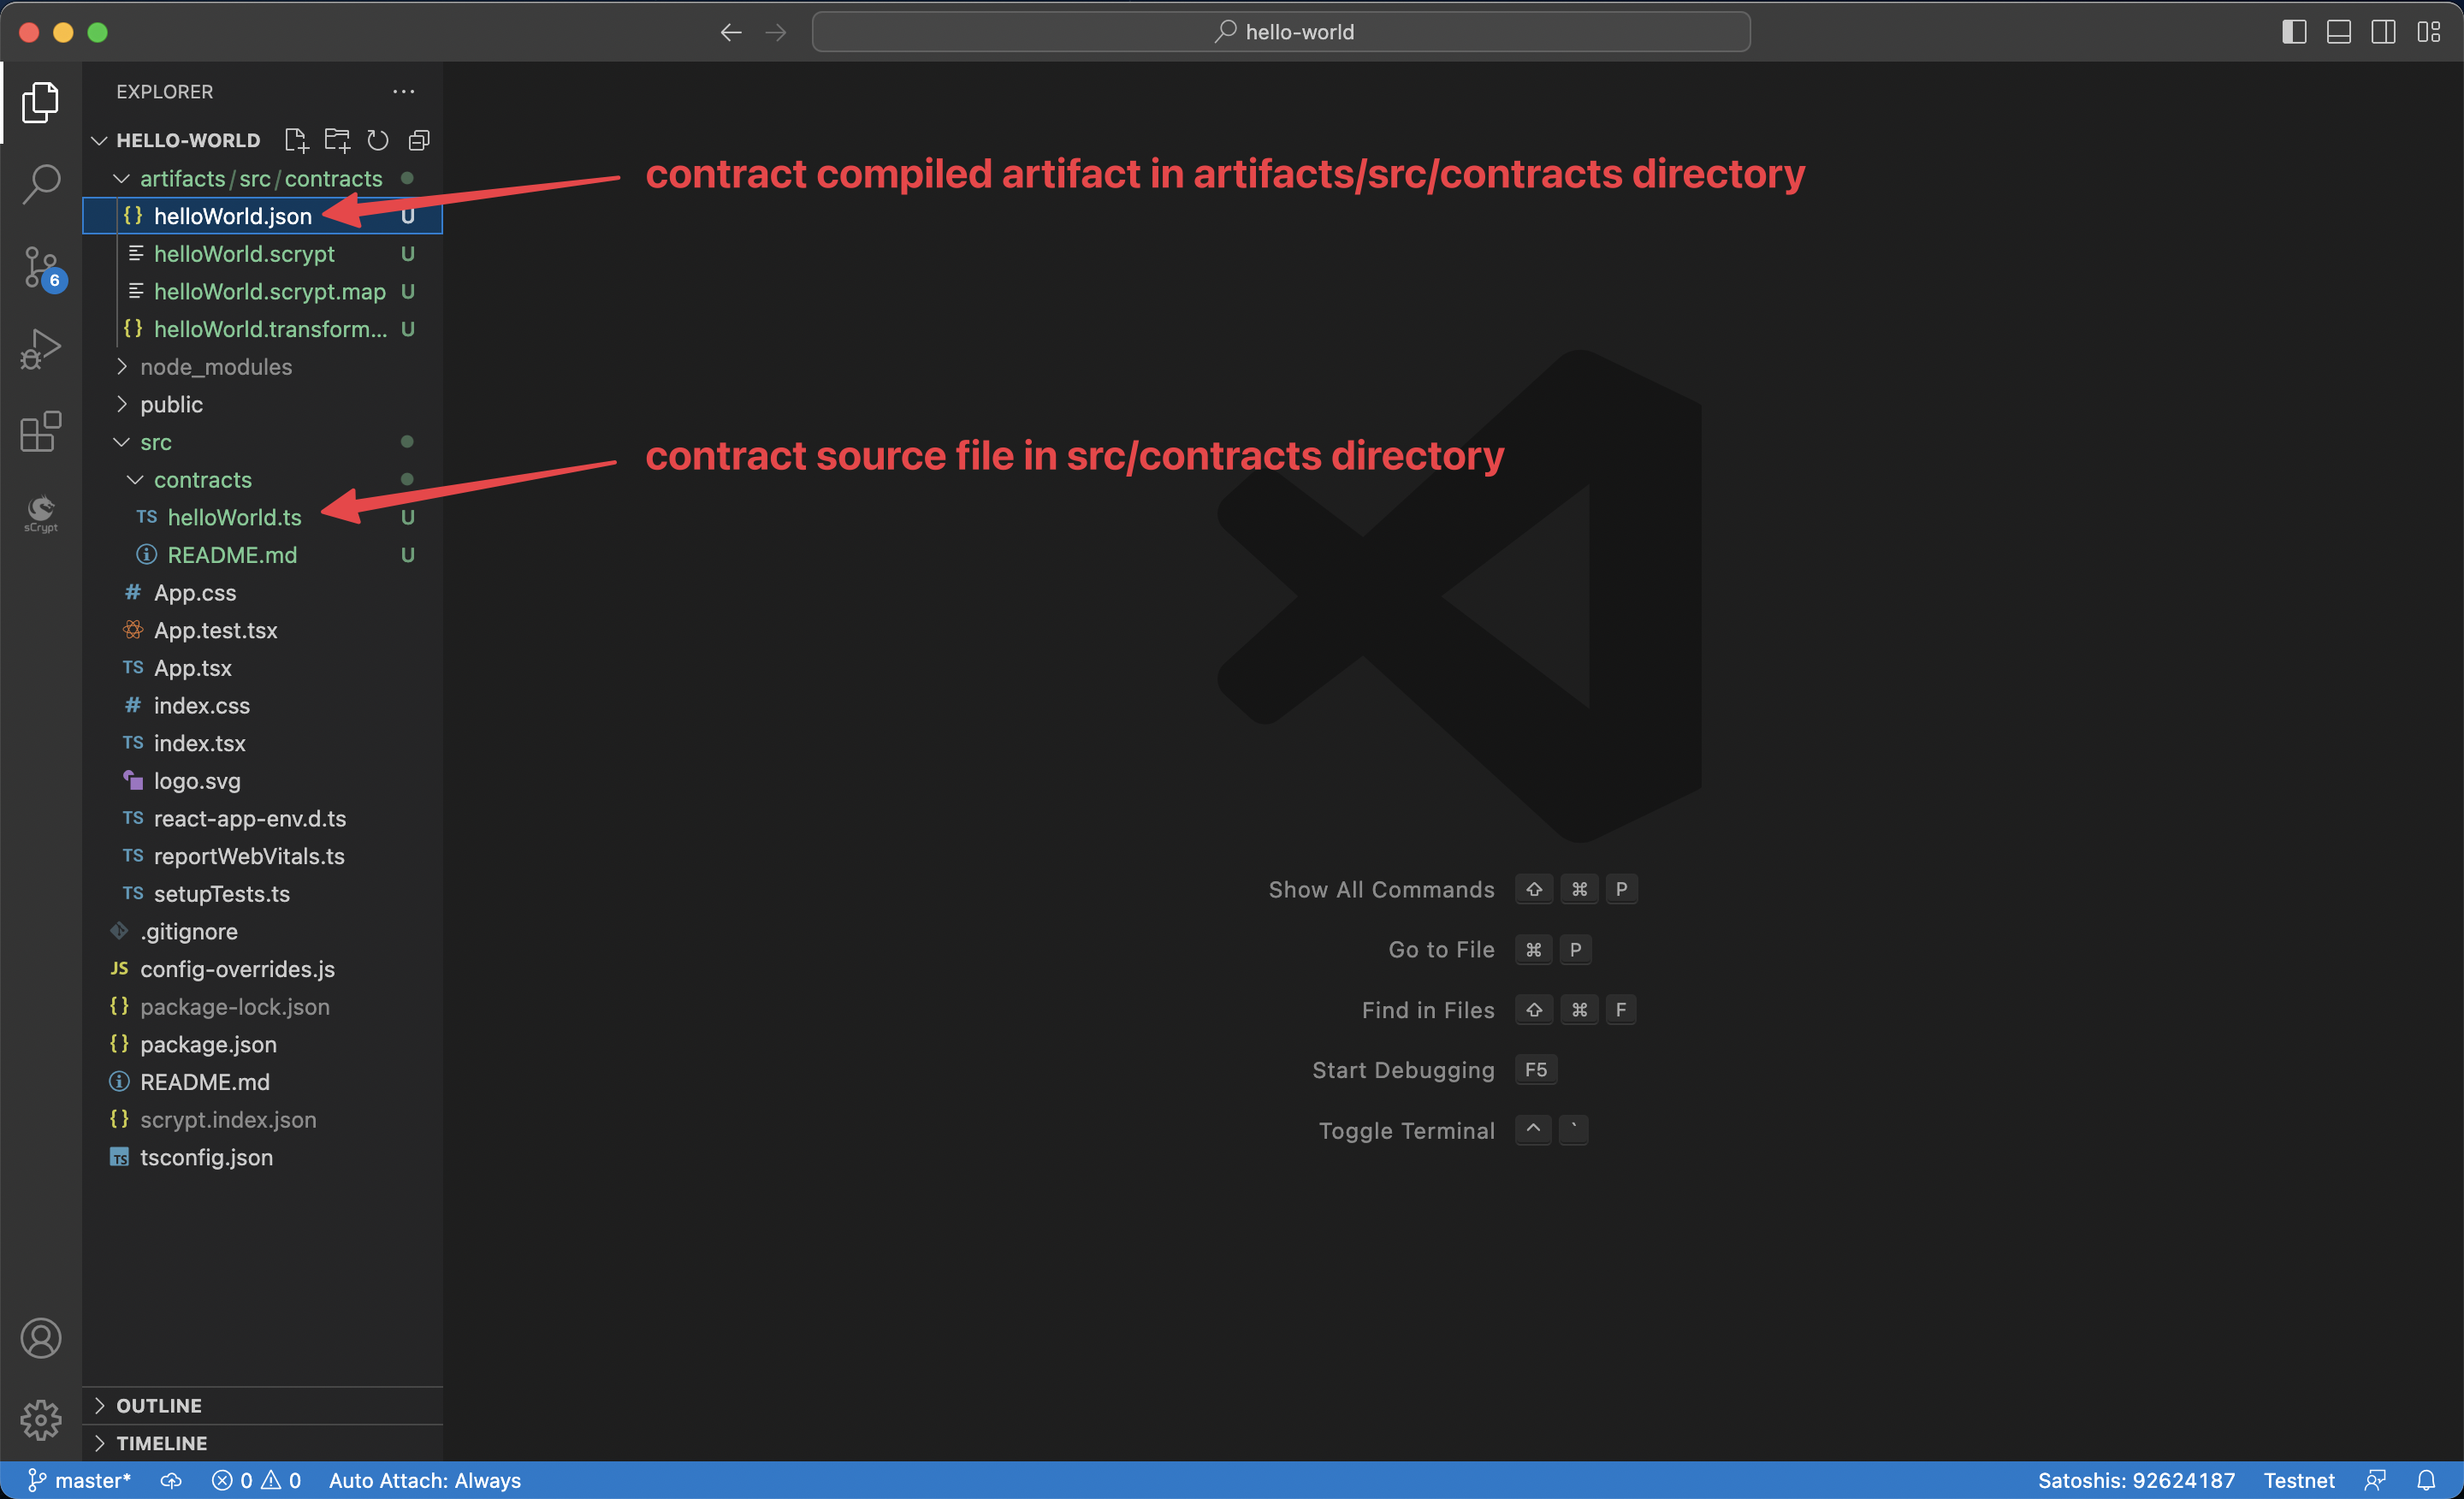 hello-world
EXPLORER
HELLO-WORLD
artifacts/src/contracts
{} helloWorld.json U
helloWorld.scrypt U
helloWorld.scrypt.map U
{} helloWorld.transform... U
node_modules
public
src
contracts
TS helloWorld.ts U
README.md U
# App.css
App.test.tsx
TS App.tsx
# index.css
TS index.tsx
logo.svg
TS react-app-env.d.ts
TS reportWebVitals.ts
TS setupTests.ts
.gitignore
JS config-overrides.js
{} package-lock.json
{} package.json
README.md
{} scrypt.index.json
TS tsconfig.json
OUTLINE
TIMELINE
6
sCrypt
contract compiled artifact in artifacts/src/contracts directory
contract source file in src/contracts directory
Show All Commands ⇧ ⌘ P
Go to File ⌘ P
Find in Files ⇧ ⌘ F
Start Debugging F5
Toggle Terminal ^ `
master* 0 0 Auto Attach: Always
Satoshis: 92624187 Testnet